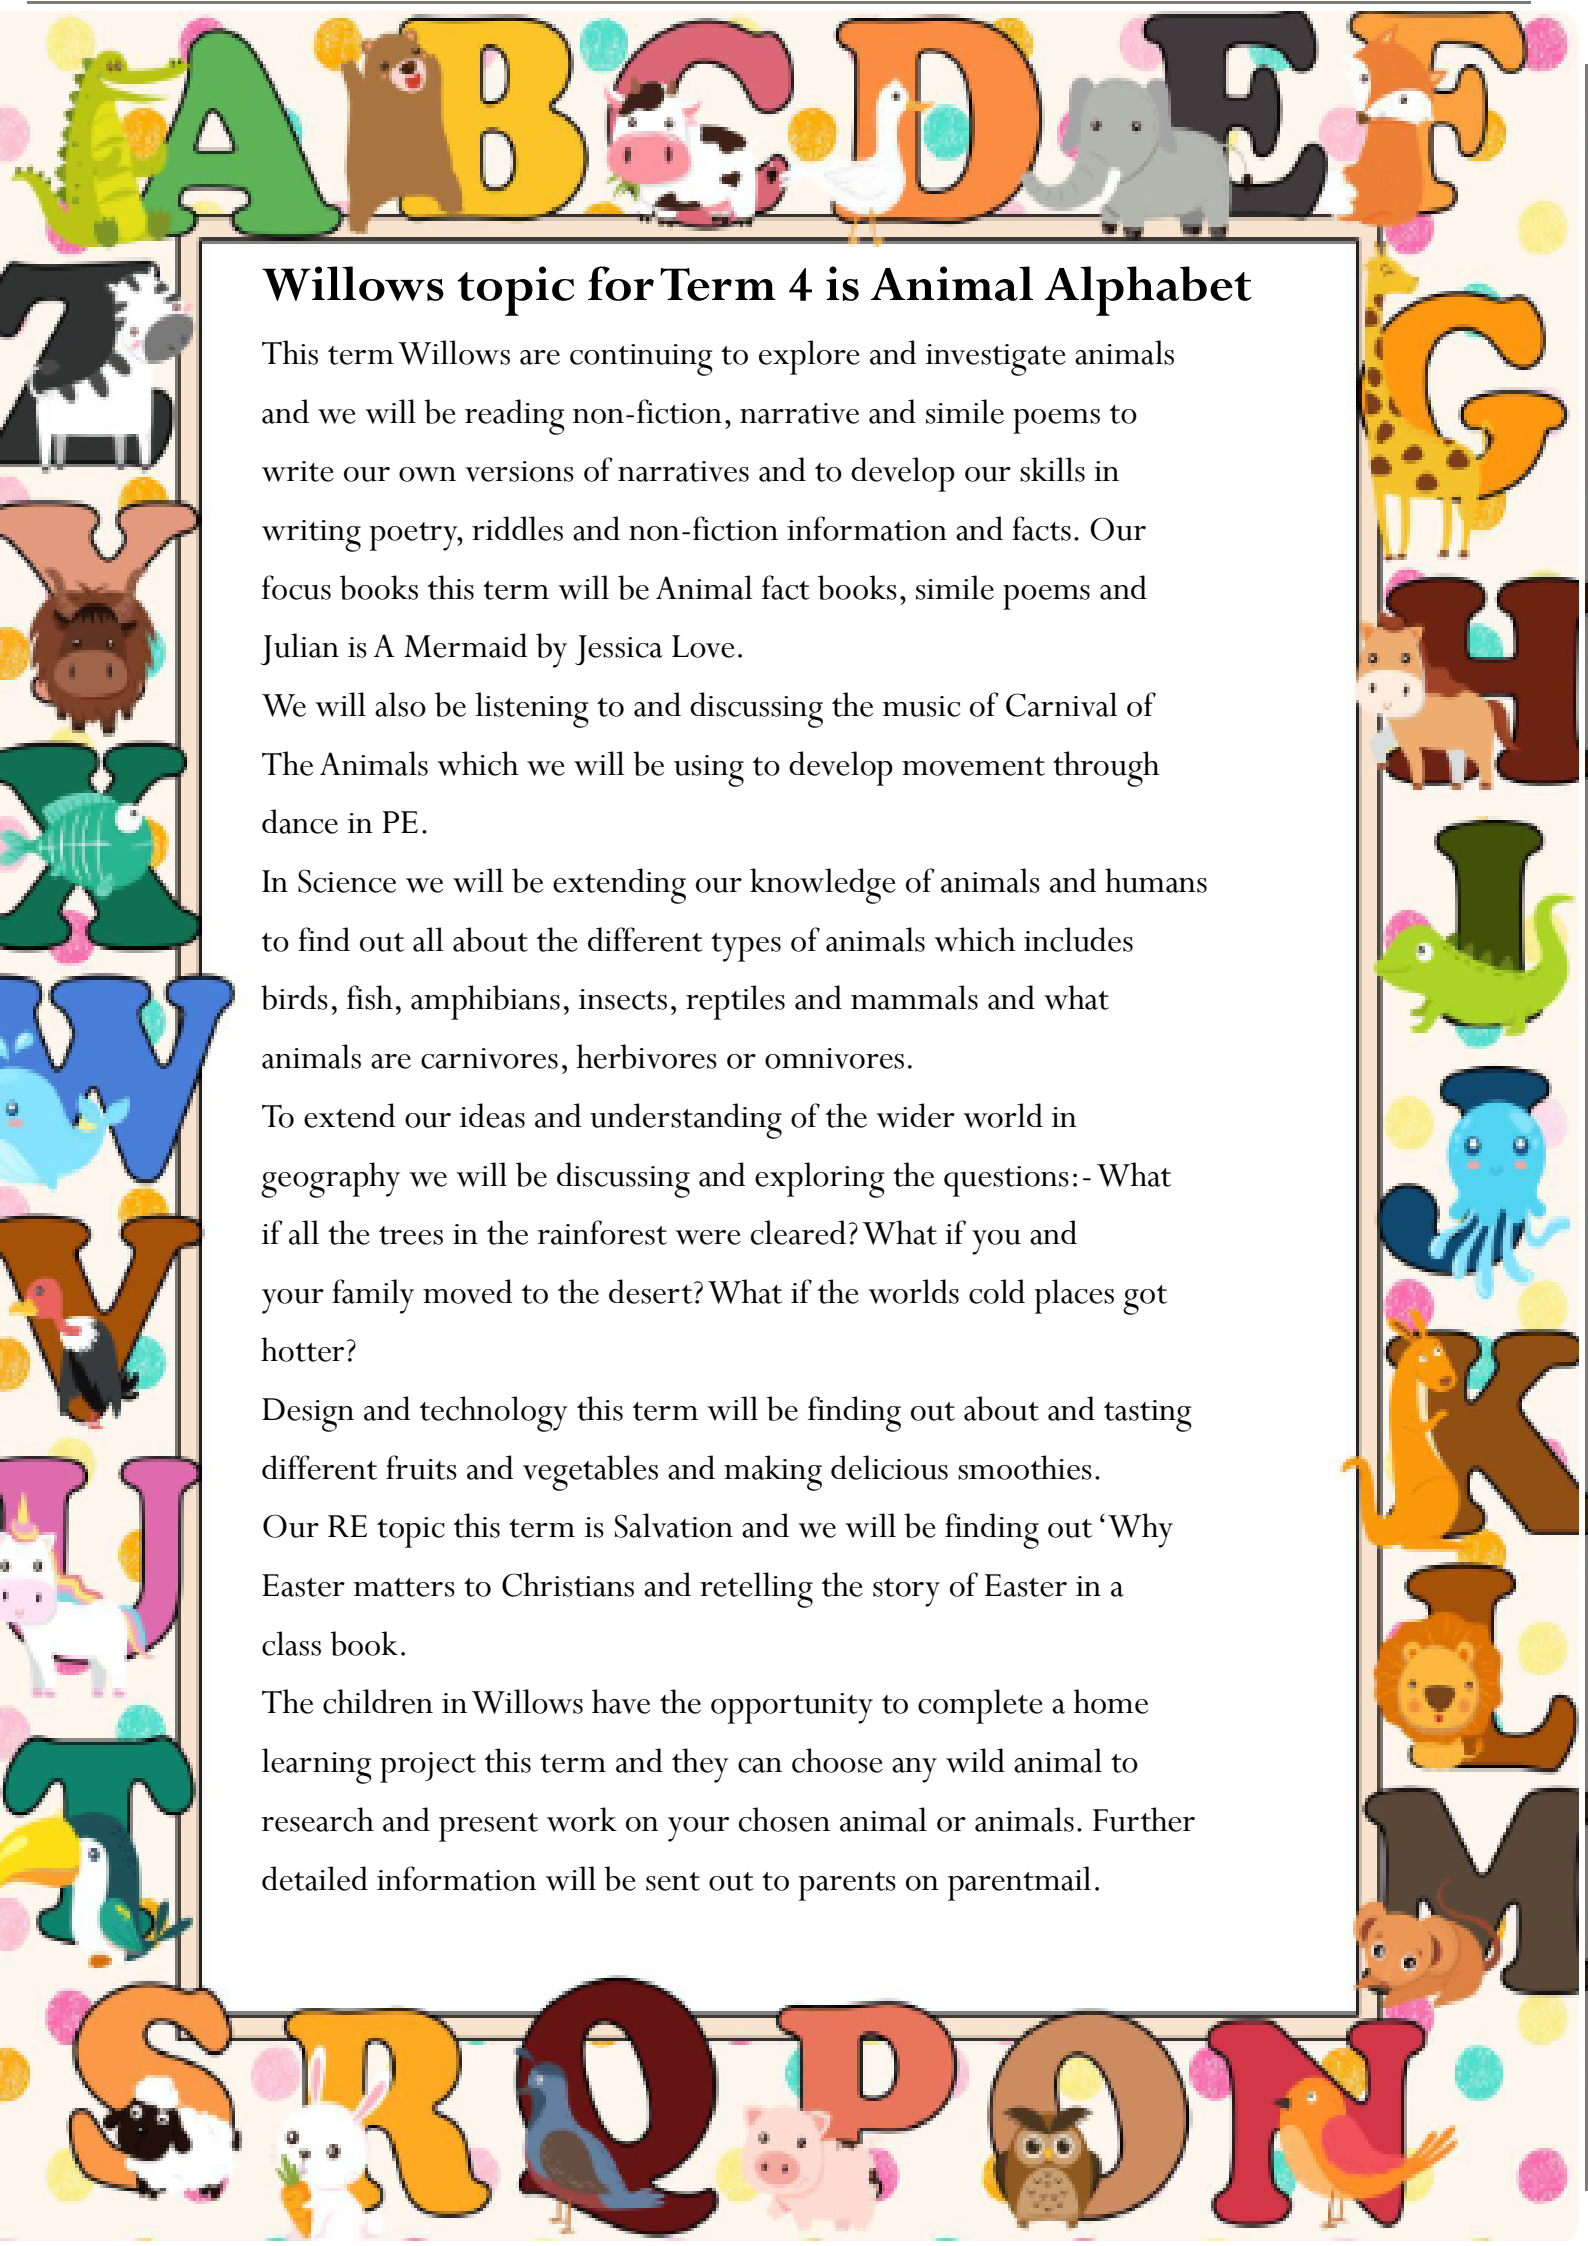 A B C D E F
Willows topic for Term 4 is Animal Alphabet
This term Willows are continuing to explore and investigate animals
and we will be reading non-fiction, narrative and simile poems to
write our own versions of narratives and to develop our skills in
writing poetry, riddles and non-fiction information and facts. Our
focus books this term will be Animal fact books, simile poems and
Julian is A Mermaid by Jessica Love.
We will also be listening to and discussing the music of Carnival of
The Animals which we will be using to develop movement through
dance in PE.
In Science we will be extending our knowledge of animals and humans
to find out all about the different types of animals which includes
birds, fish, amphibians, insects, reptiles and mammals and what
animals are carnivores, herbivores or omnivores.
To extend our ideas and understanding of the wider world in
geography we will be discussing and exploring the questions:- What
if all the trees in the rainforest were cleared? What if you and
your family moved to the desert? What if the worlds cold places got
hotter?
Design and technology this term will be finding out about and tasting
different fruits and vegetables and making delicious smoothies.
Our RE topic this term is Salvation and we will be finding out ‘Why
Easter matters to Christians and retelling the story of Easter in a
class book.
The children in Willows have the opportunity to complete a home
learning project this term and they can choose any wild animal to
research and present work on your chosen animal or animals. Further
detailed information will be sent out to parents on parentmail.
G
H
I
J
K
L
M
Z
Y
X
W
V
U
T
S R Q P O N